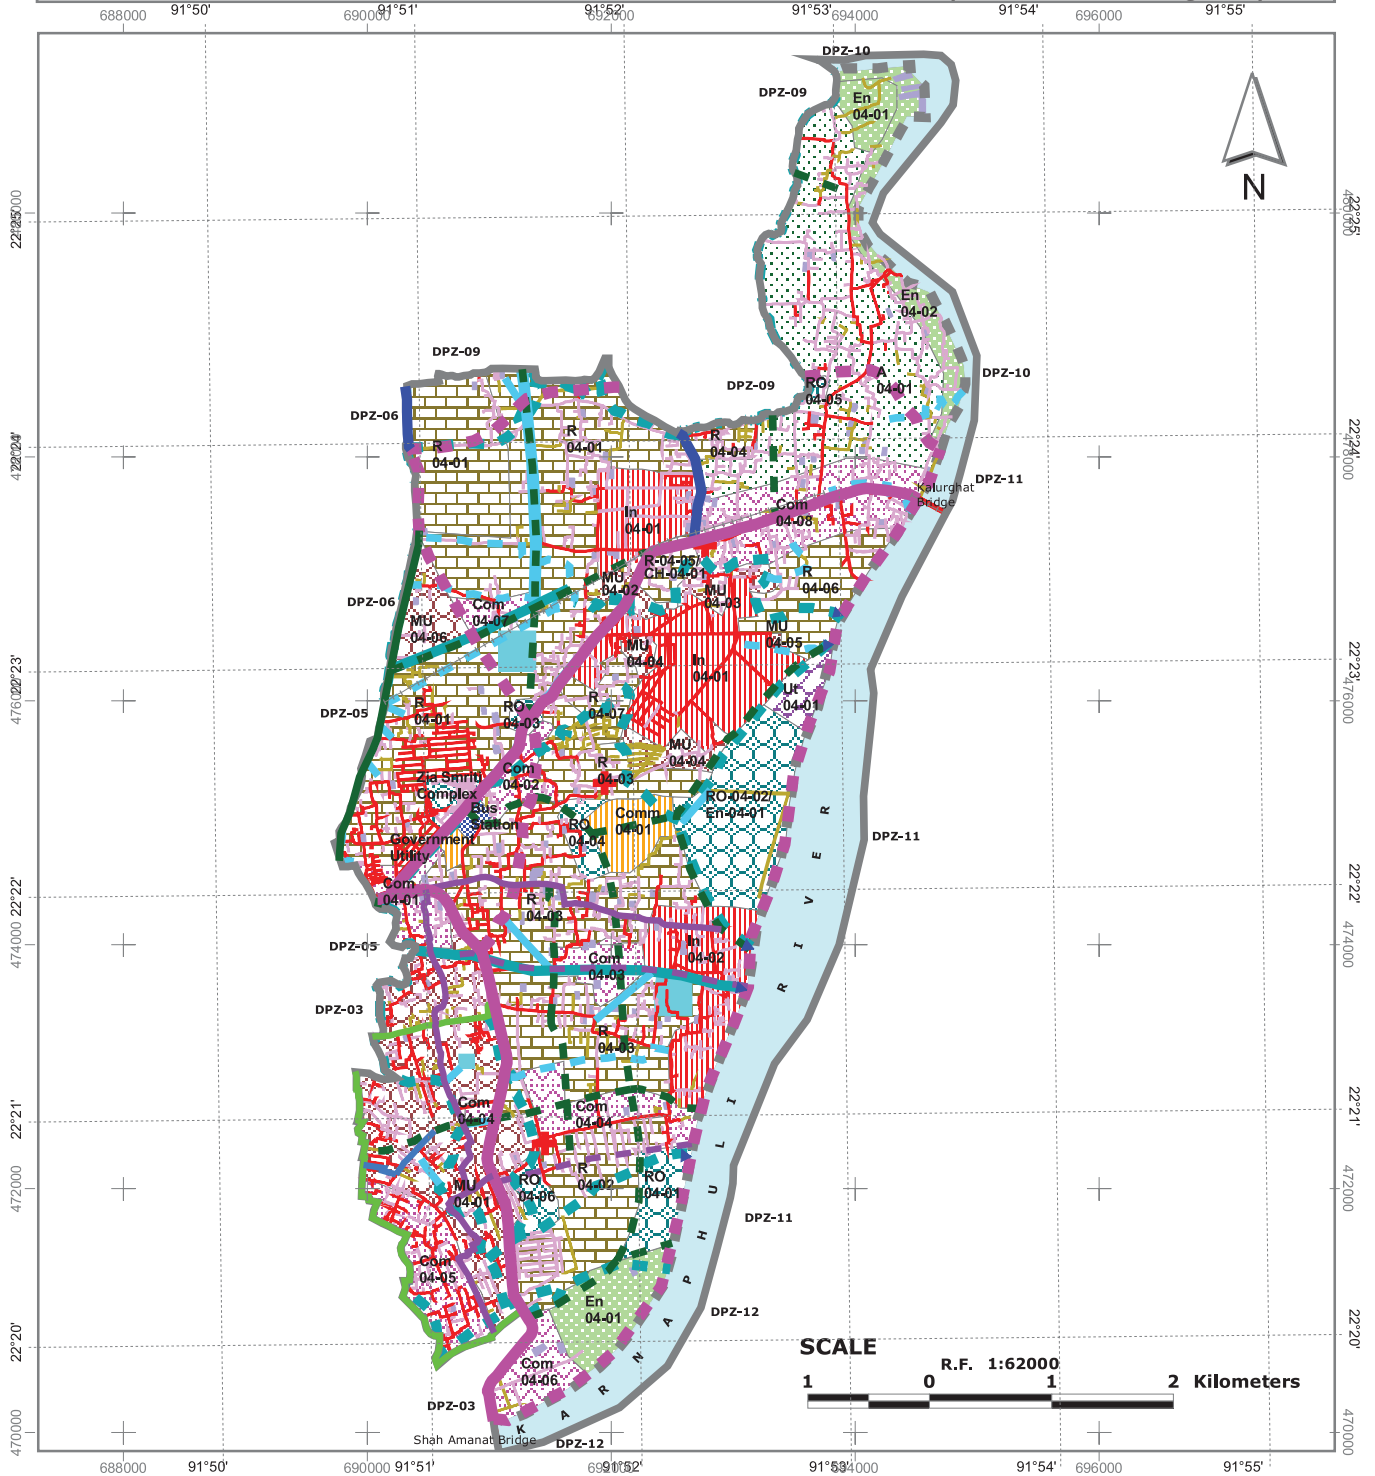 91°50' 91°51' 91°52' 91°53' 91°54' 91°55'
688000 690000 692000 694000 696000
DPZ-10
DPZ-09
En
04-01
N
22°25'
22°25'
En
04-02
DPZ-09
DPZ-09
DPZ-10
RO
04-05
A
04-01
DPZ-06
R
04-01
R
04-01
R
04-04
22°24'
478000
DPZ-11
Kalurghat
Bridge
In
04-01
Com
04-08
R-04-05/
CH-04-01
MU
04-02
MU
04-03
R
04-06
DPZ-06
Com
04-07
MU
04-06
MU
04-05
MU
04-04
In
04-01
22°23'
22°23'
Ut
04-01
476000
476000
DPZ-05
R
04-01
RO
04-03
R
04-07
MU
04-04
Com
04-02
R
04-03
Zia Smriti
Complex
Bus
Station
RO-04-02/
En-04-01
Comm
04-01
RO
04-04
Government
Utility
DPZ-11
Com
04-01
22°22'
22°22'
R
04-03
474000
474000
DPZ-05
In
04-02
Com
04-03
DPZ-03
R
04-03
22°21'
22°21'
Com
04-04
Com
04-04
R
04-02
RO
04-01
472000
472000
MU
04-01
RO
04-06
DPZ-11
Com
04-05
En
04-01
DPZ-12
22°20'
22°20'
Com
04-06
KARNAPHULI RIVER
SCALE
R.F. 1:62000
1 0 1 2 Kilometers
DPZ-03
Shah Amanat Bridge
DPZ-12
470000
470000
688000 690000 692000 694000 696000
91°50' 91°51' 91°52' 91°53' 91°54' 91°55'